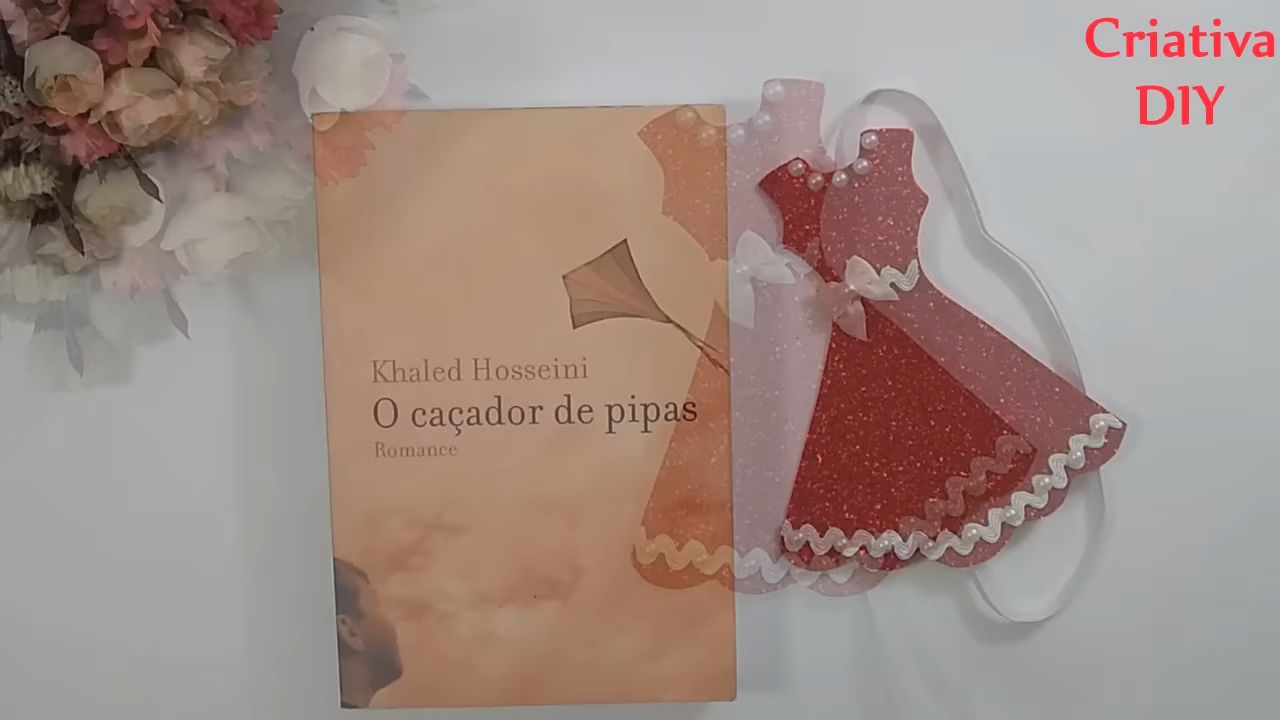 Criativa
DIY
Khaled Hosseini
O caçador de pipas
Romance